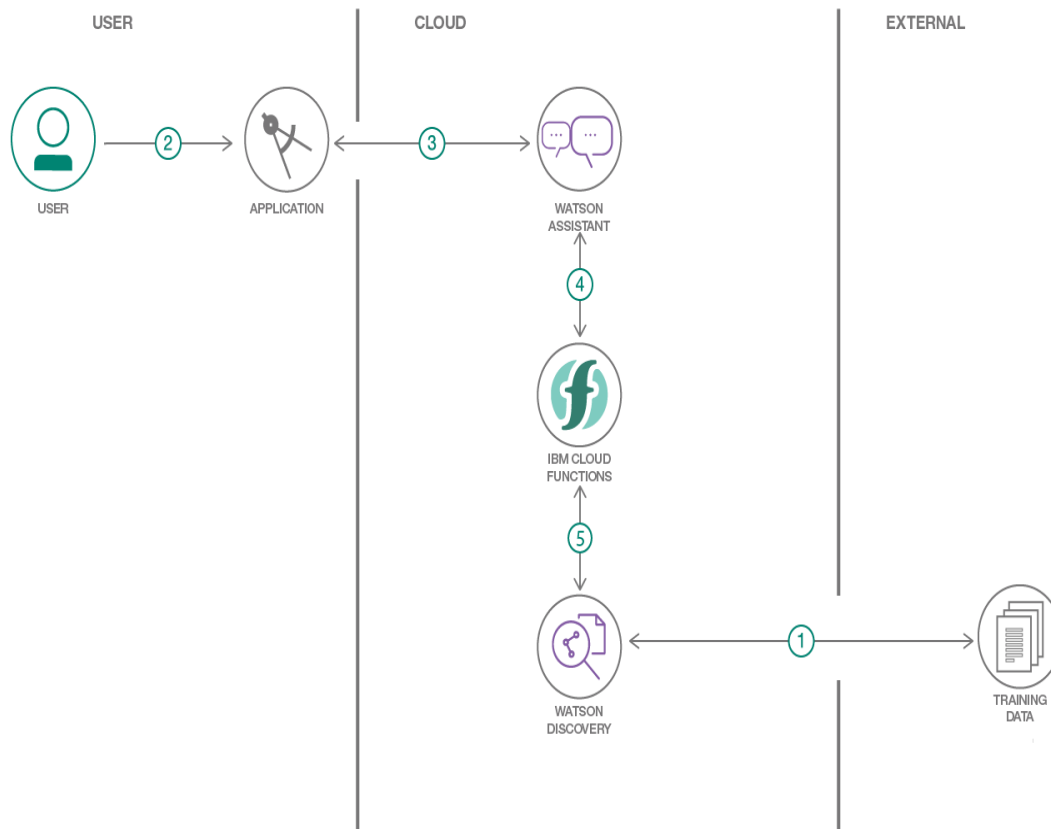 USER
CLOUD
EXTERNAL
2
3
USER
APPLICATION
WATSON
ASSISTANT
4
IBM CLOUD
FUNCTIONS
5
1
WATSON
DISCOVERY
TRAINING
DATA